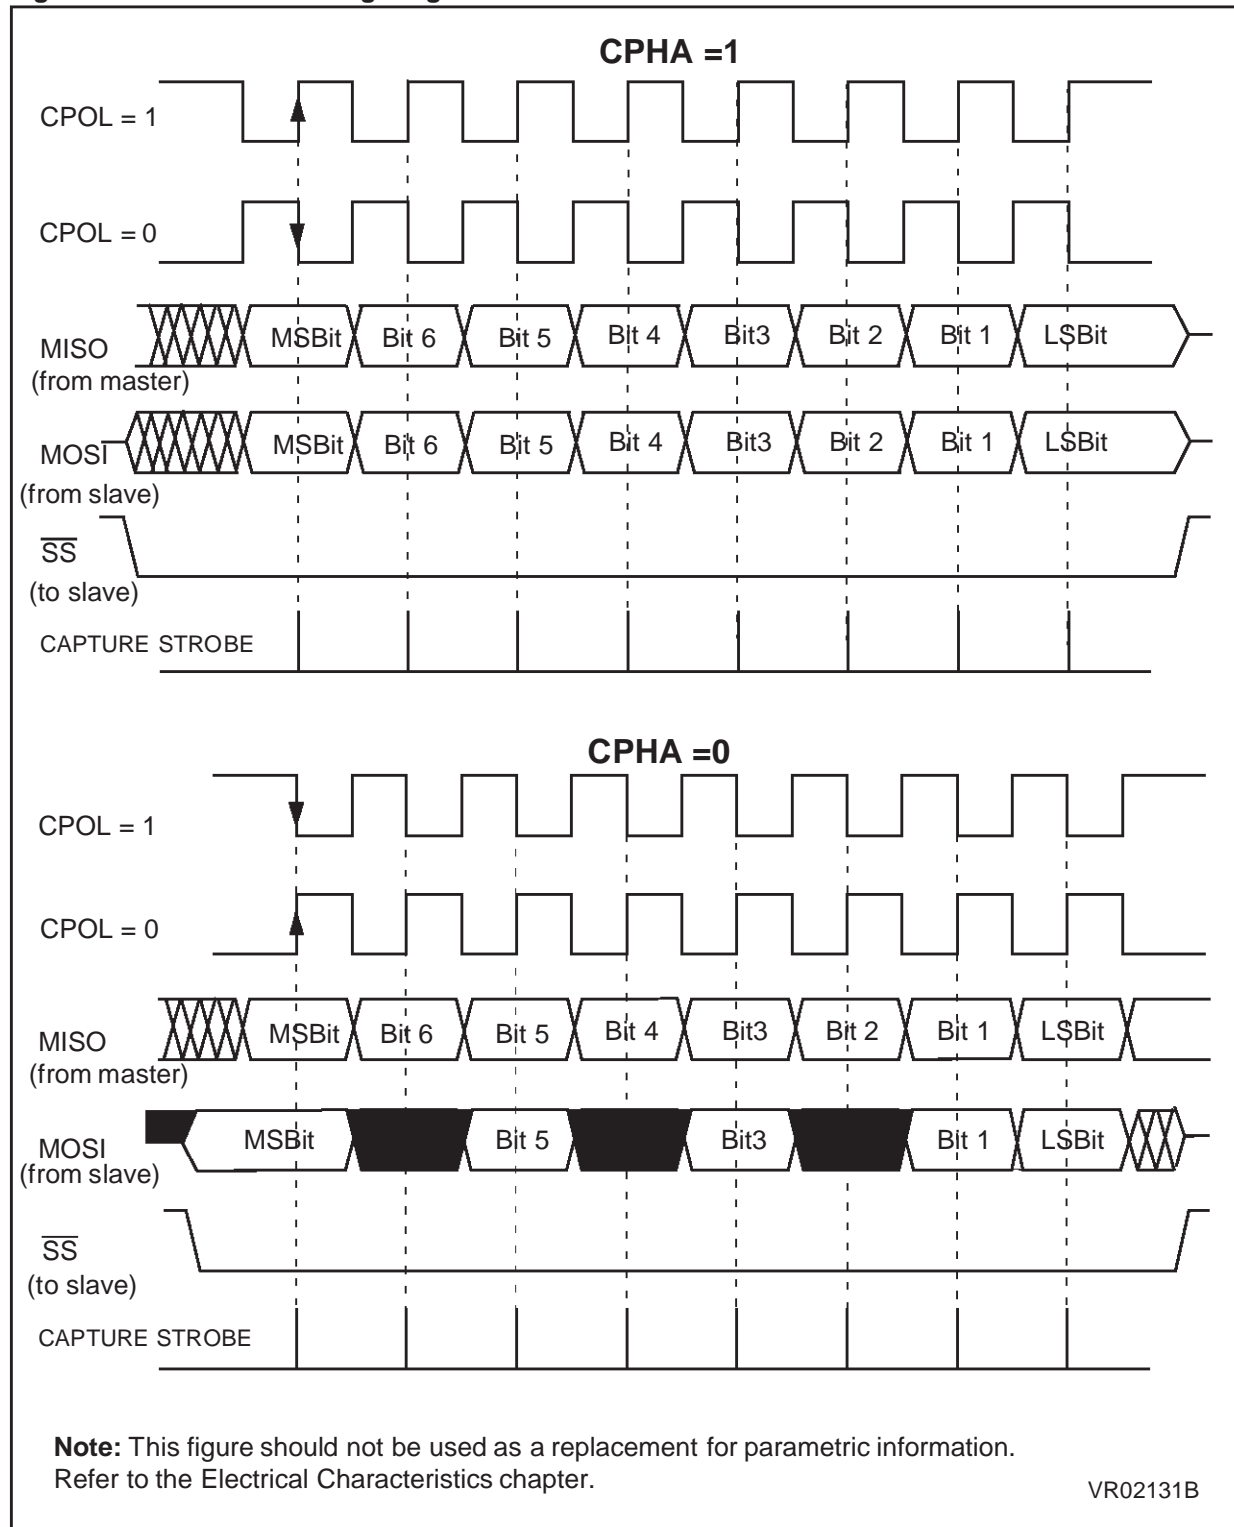 CPHA =1
CPOL = 1
CPOL = 0
MISO
(from master)
MSBit Bit 6 Bit 5 Bit 4 Bit3 Bit 2 Bit 1 LSBit
MOSI
(from slave)
MSBit Bit 6 Bit 5 Bit 4 Bit3 Bit 2 Bit 1 LSBit
SS
(to slave)
CAPTURE STROBE
CPHA =0
CPOL = 1
CPOL = 0
MISO
(from master)
MSBit Bit 6 Bit 5 Bit 4 Bit3 Bit 2 Bit 1 LSBit
MOSI
(from slave)
MSBit Bit 5 Bit3 Bit 1 LSBit
SS
(to slave)
CAPTURE STROBE
Note: This figure should not be used as a replacement for parametric information.
Refer to the Electrical Characteristics chapter.
VR02131B